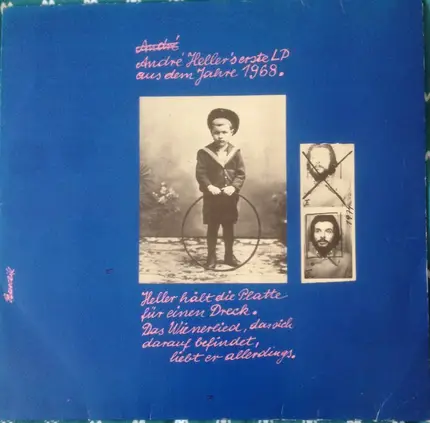 André
André Heller's erste LP
aus dem Jahre 1968.
Heller hält die Platte
für einen Dreck.
Das Wienerlied, das sich
darauf befindet,
liebt er allerdings.